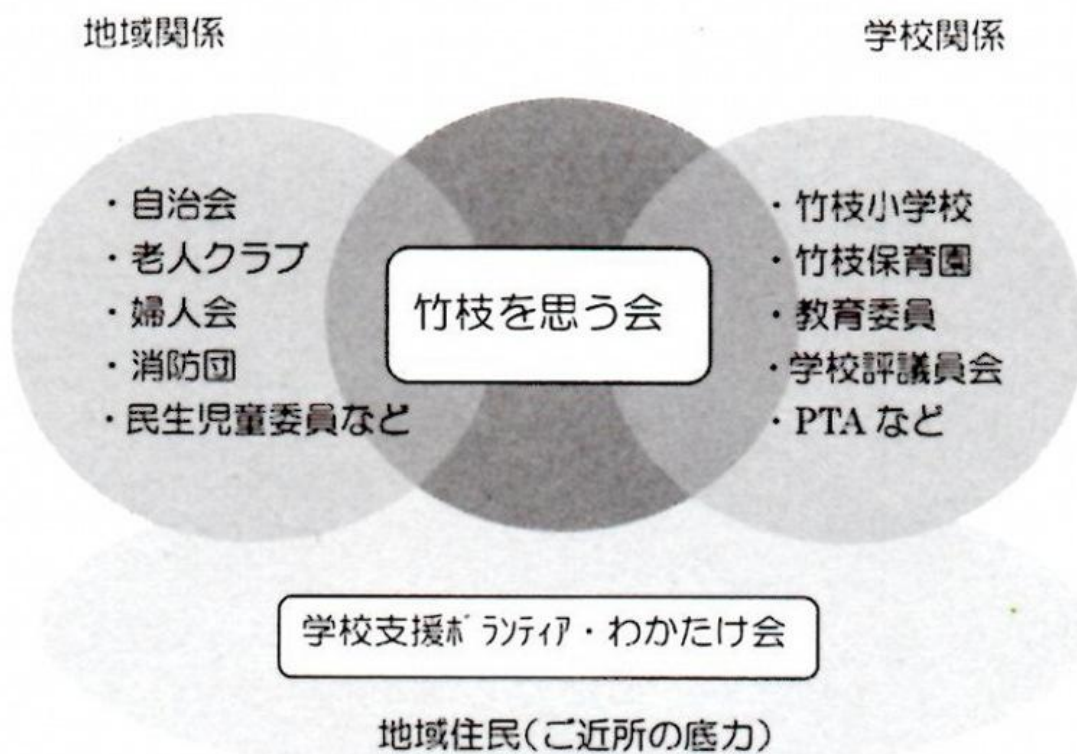 地域関係
学校関係
・自治会
・老人クラブ
・婦人会
・消防団
・民生児童委員など
竹枝を思う会
・竹枝小学校
・竹枝保育園
・教育委員
・学校評議員会
・PTA など
学校支援ﾎﾞﾗﾝﾃｨｱ・わかたけ会
地域住民(ご近所の底力)